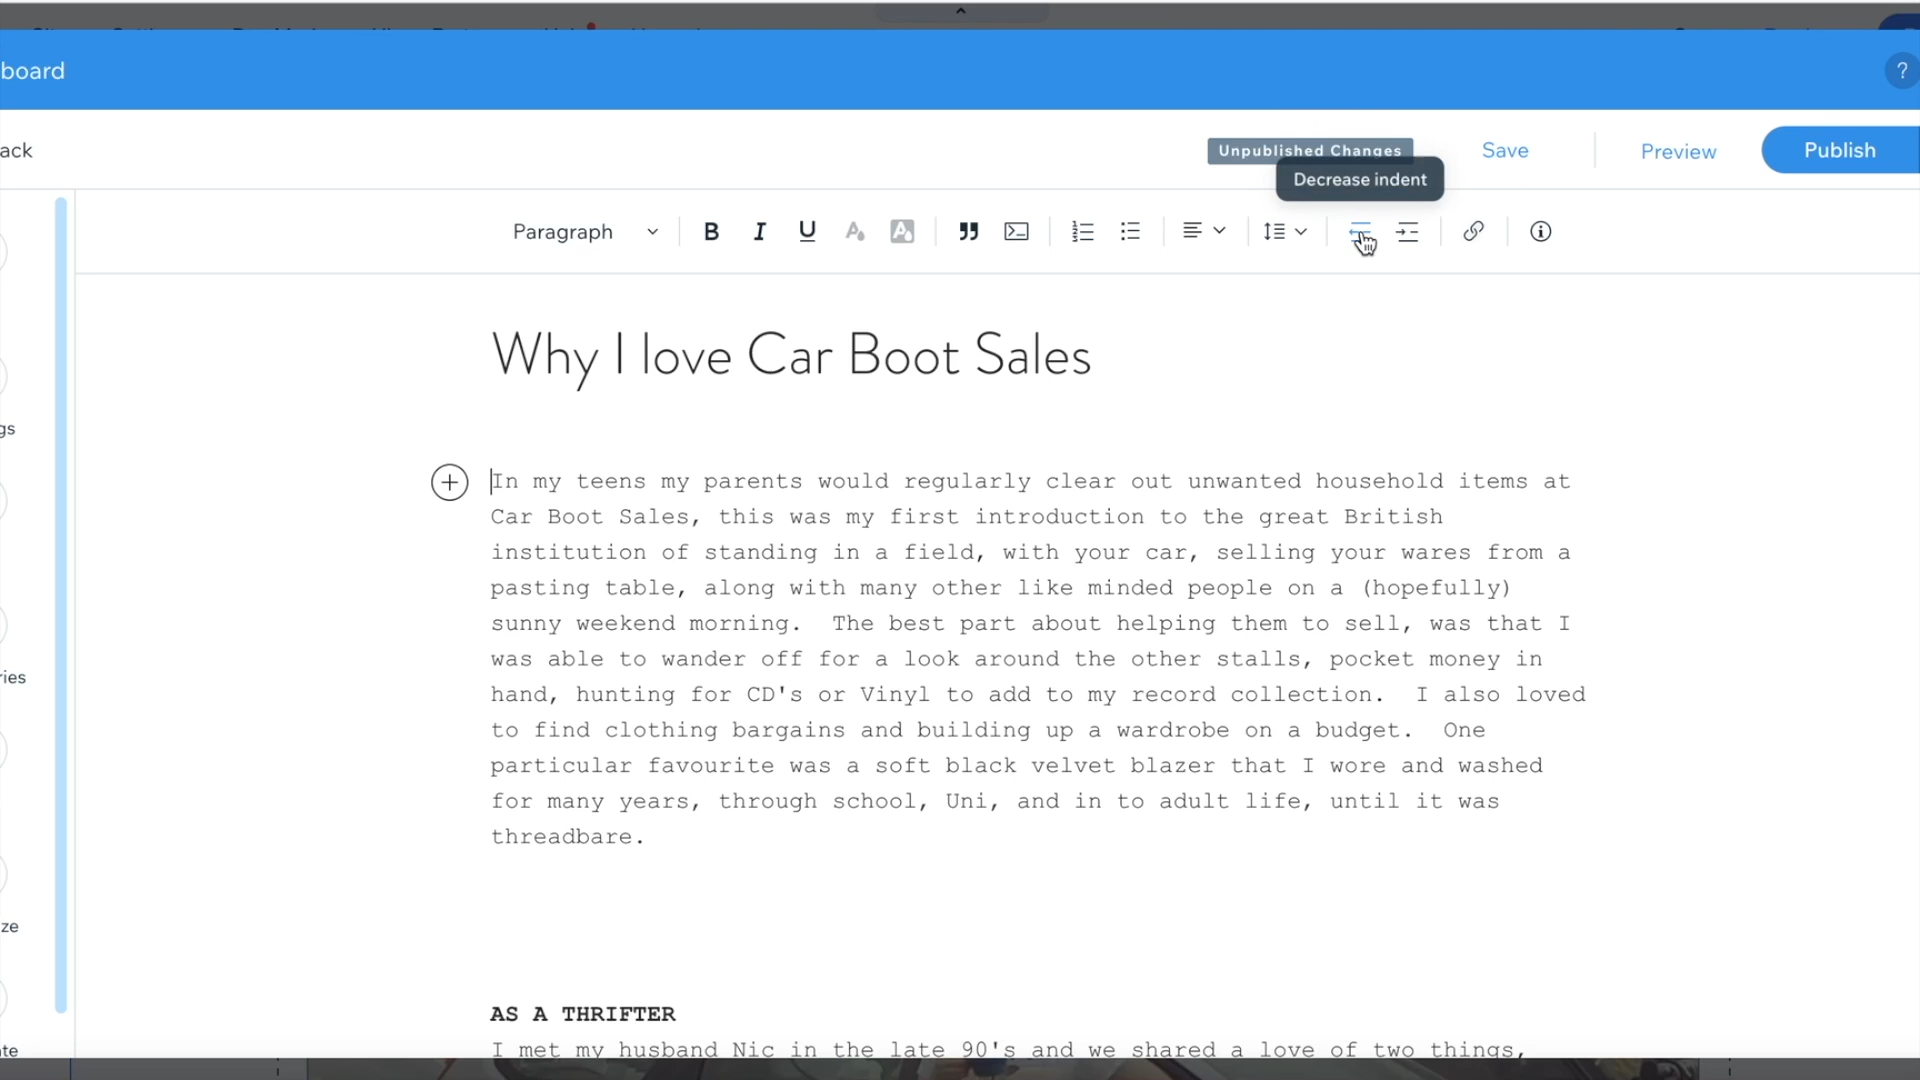 board
?
ack
Unpublished Changes
Save
Preview
Publish
Decrease indent
Paragraph
B I U A A
Why I love Car Boot Sales
In my teens my parents would regularly clear out unwanted household items at
Car Boot Sales, this was my first introduction to the great British
institution of standing in a field, with your car, selling your wares from a
pasting table, along with many other like minded people on a (hopefully)
sunny weekend morning.  The best part about helping them to sell, was that I
was able to wander off for a look around the other stalls, pocket money in
hand, hunting for CD's or Vinyl to add to my record collection.  I also loved
to find clothing bargains and building up a wardrobe on a budget.  One
particular favourite was a soft black velvet blazer that I wore and washed
for many years, through school, Uni, and in to adult life, until it was
threadbare.
AS A THRIFTER
I met my husband Nic in the late 90's and we shared a love of two things,
gs
ries
ze
te